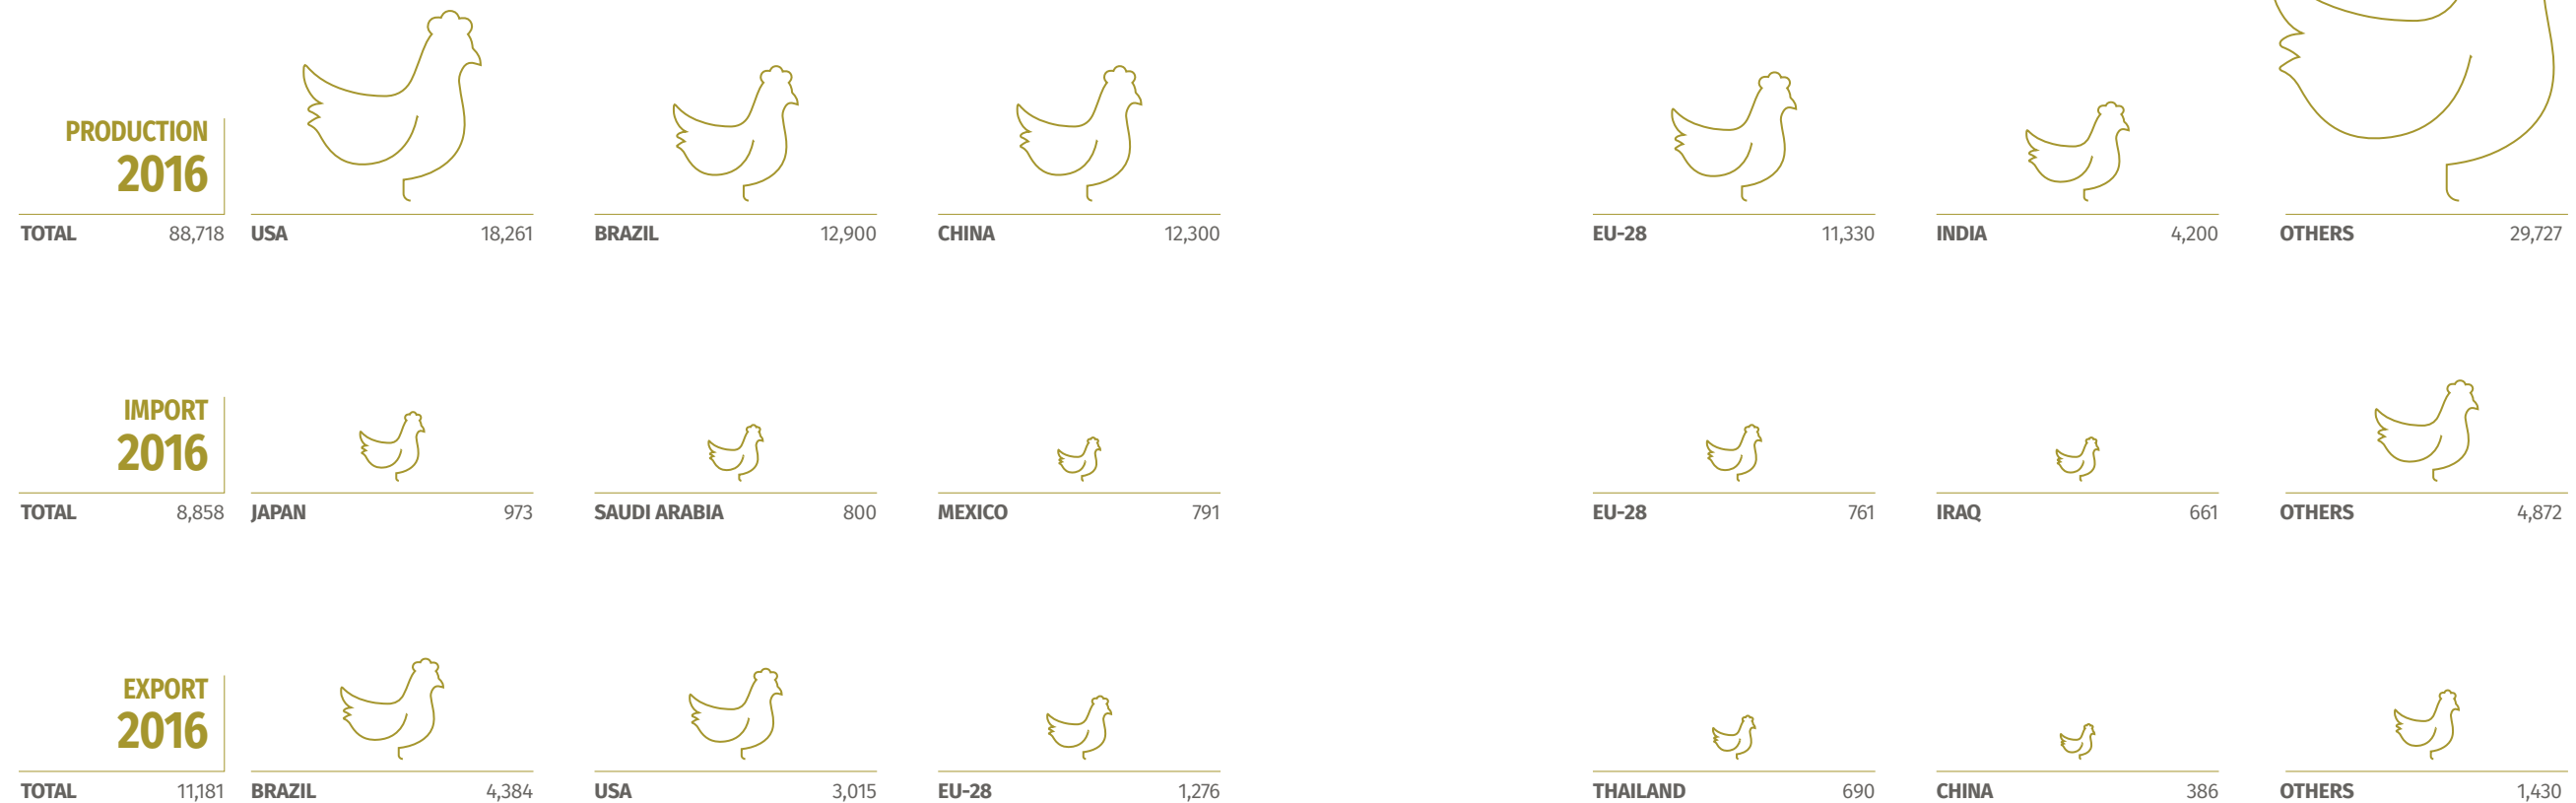 PRODUCTION
2016
TOTAL 88,718 USA 18,261 BRAZIL 12,900 CHINA 12,300 EU-28 11,330 INDIA 4,200 OTHERS 29,727
IMPORT
2016
TOTAL 8,858 JAPAN 973 SAUDI ARABIA 800 MEXICO 791 EU-28 761 IRAQ 661 OTHERS 4,872
EXPORT
2016
TOTAL 11,181 BRAZIL 4,384 USA 3,015 EU-28 1,276 THAILAND 690 CHINA 386 OTHERS 1,430